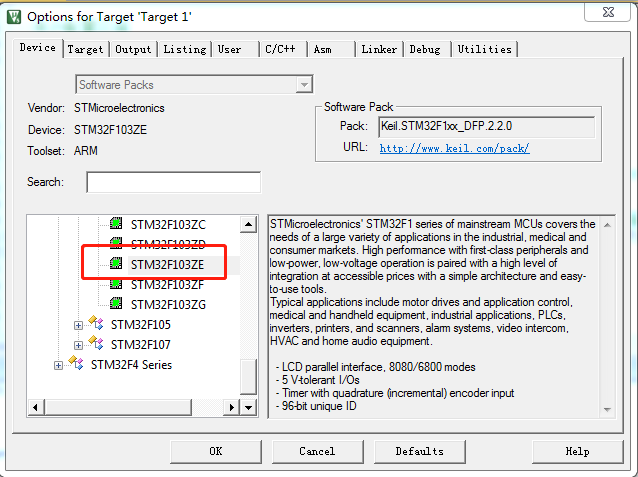 Options for Target 'Target 1'
Device Target Output Listing User C/C++ Asm Linker Debug Utilities
Software Packs
Software Pack
Vendor: STMicroelectronics
Device: STM32F103ZE
Toolset: ARM
Pack: Keil.STM32F1xx_DFP.2.2.0
URL: http://www.keil.com/pack/
Search:
STM32F103ZC
STM32F103ZD
STM32F103ZE
STM32F103ZF
STM32F103ZG
STM32F105
STM32F107
STM32F4 Series
STMicroelectronics' STM32F1 series of mainstream MCUs covers the
needs of a large variety of applications in the industrial, medical and
consumer markets. High performance with first-class peripherals and
low-power, low-voltage operation is paired with a high level of
integration at accessible prices with a simple architecture and easy-
to-use tools.
Typical applications include motor drives and application control,
medical and handheld equipment, industrial applications, PLCs,
inverters, printers, and scanners, alarm systems, video intercom,
HVAC and home audio equipment.
- LCD parallel interface, 8080/6800 modes
- 5 V-tolerant I/Os
- Timer with quadrature (incremental) encoder input
- 96-bit unique ID
OK Cancel Defaults Help